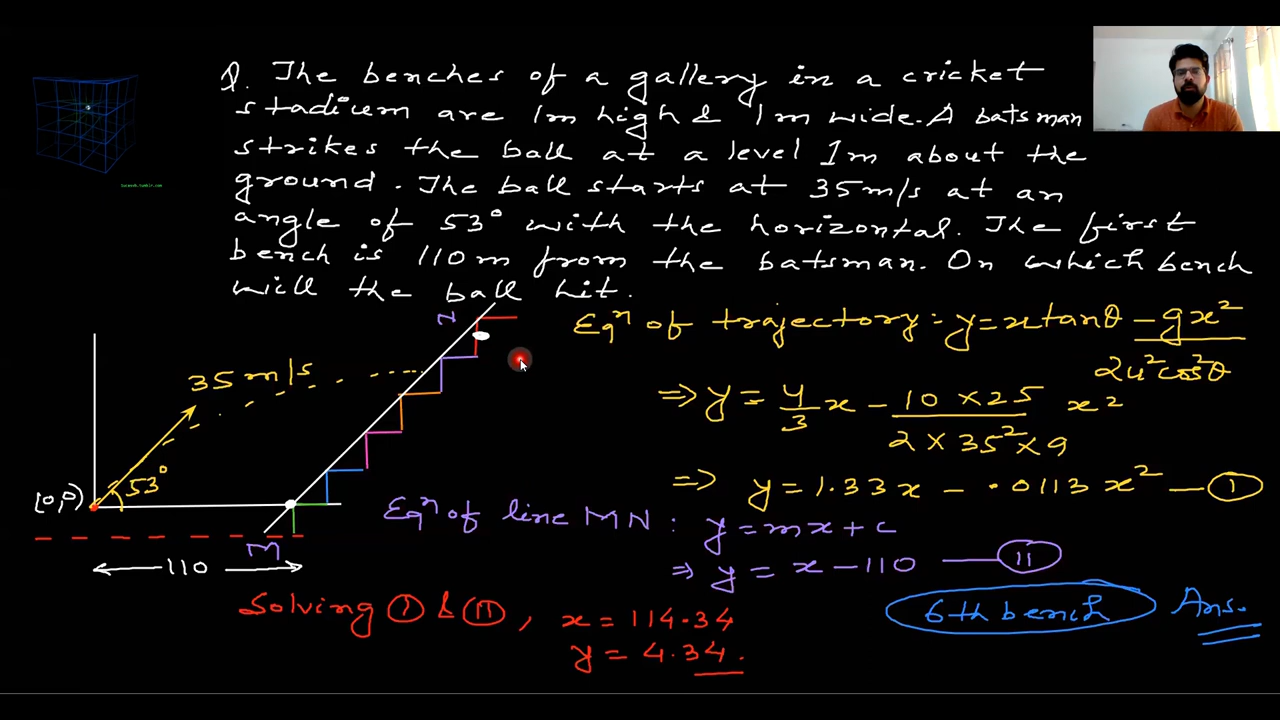 Q. The benches of a gallery in a cricket
stadium are 1m high & 1m wide. A batsman
strikes the ball at a level 1m about the
ground. The ball starts at 35m/s at an
angle of 53° with the horizontal. The first
bench is 110m from the batsman. On which bench
will the ball hit.
N
Eqⁿ of trajectory:- y = x tanθ - gx²/2u²cos²θ
35 m/s
⇒ y = 4/3 x - (10 × 25)/(2 × 35² × 9) x²
53°
(0,0)
⇒ y = 1.33x - .0113x² — I
Eqⁿ of line MN : y = mx + c
M
⇒ y = x - 110 — II
110
Solving I & II, x = 114.34
y = 4.34.
6th bench Ans.